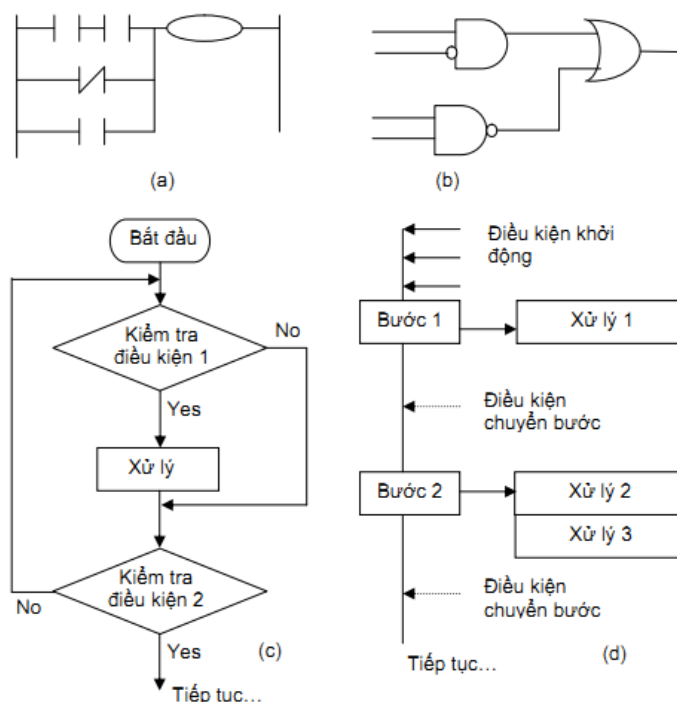 (a)
(b)
Bắt đầu
Kiểm tra
điều kiện 1
No
Yes
Xử lý
Kiểm tra
điều kiện 2
No
Yes
(c)
Tiếp tục...
Điều kiện khởi
động
Bước 1
Xử lý 1
Điều kiện
chuyển bước
Bước 2
Xử lý 2
Xử lý 3
Điều kiện
chuyển bước
Tiếp tục...
(d)